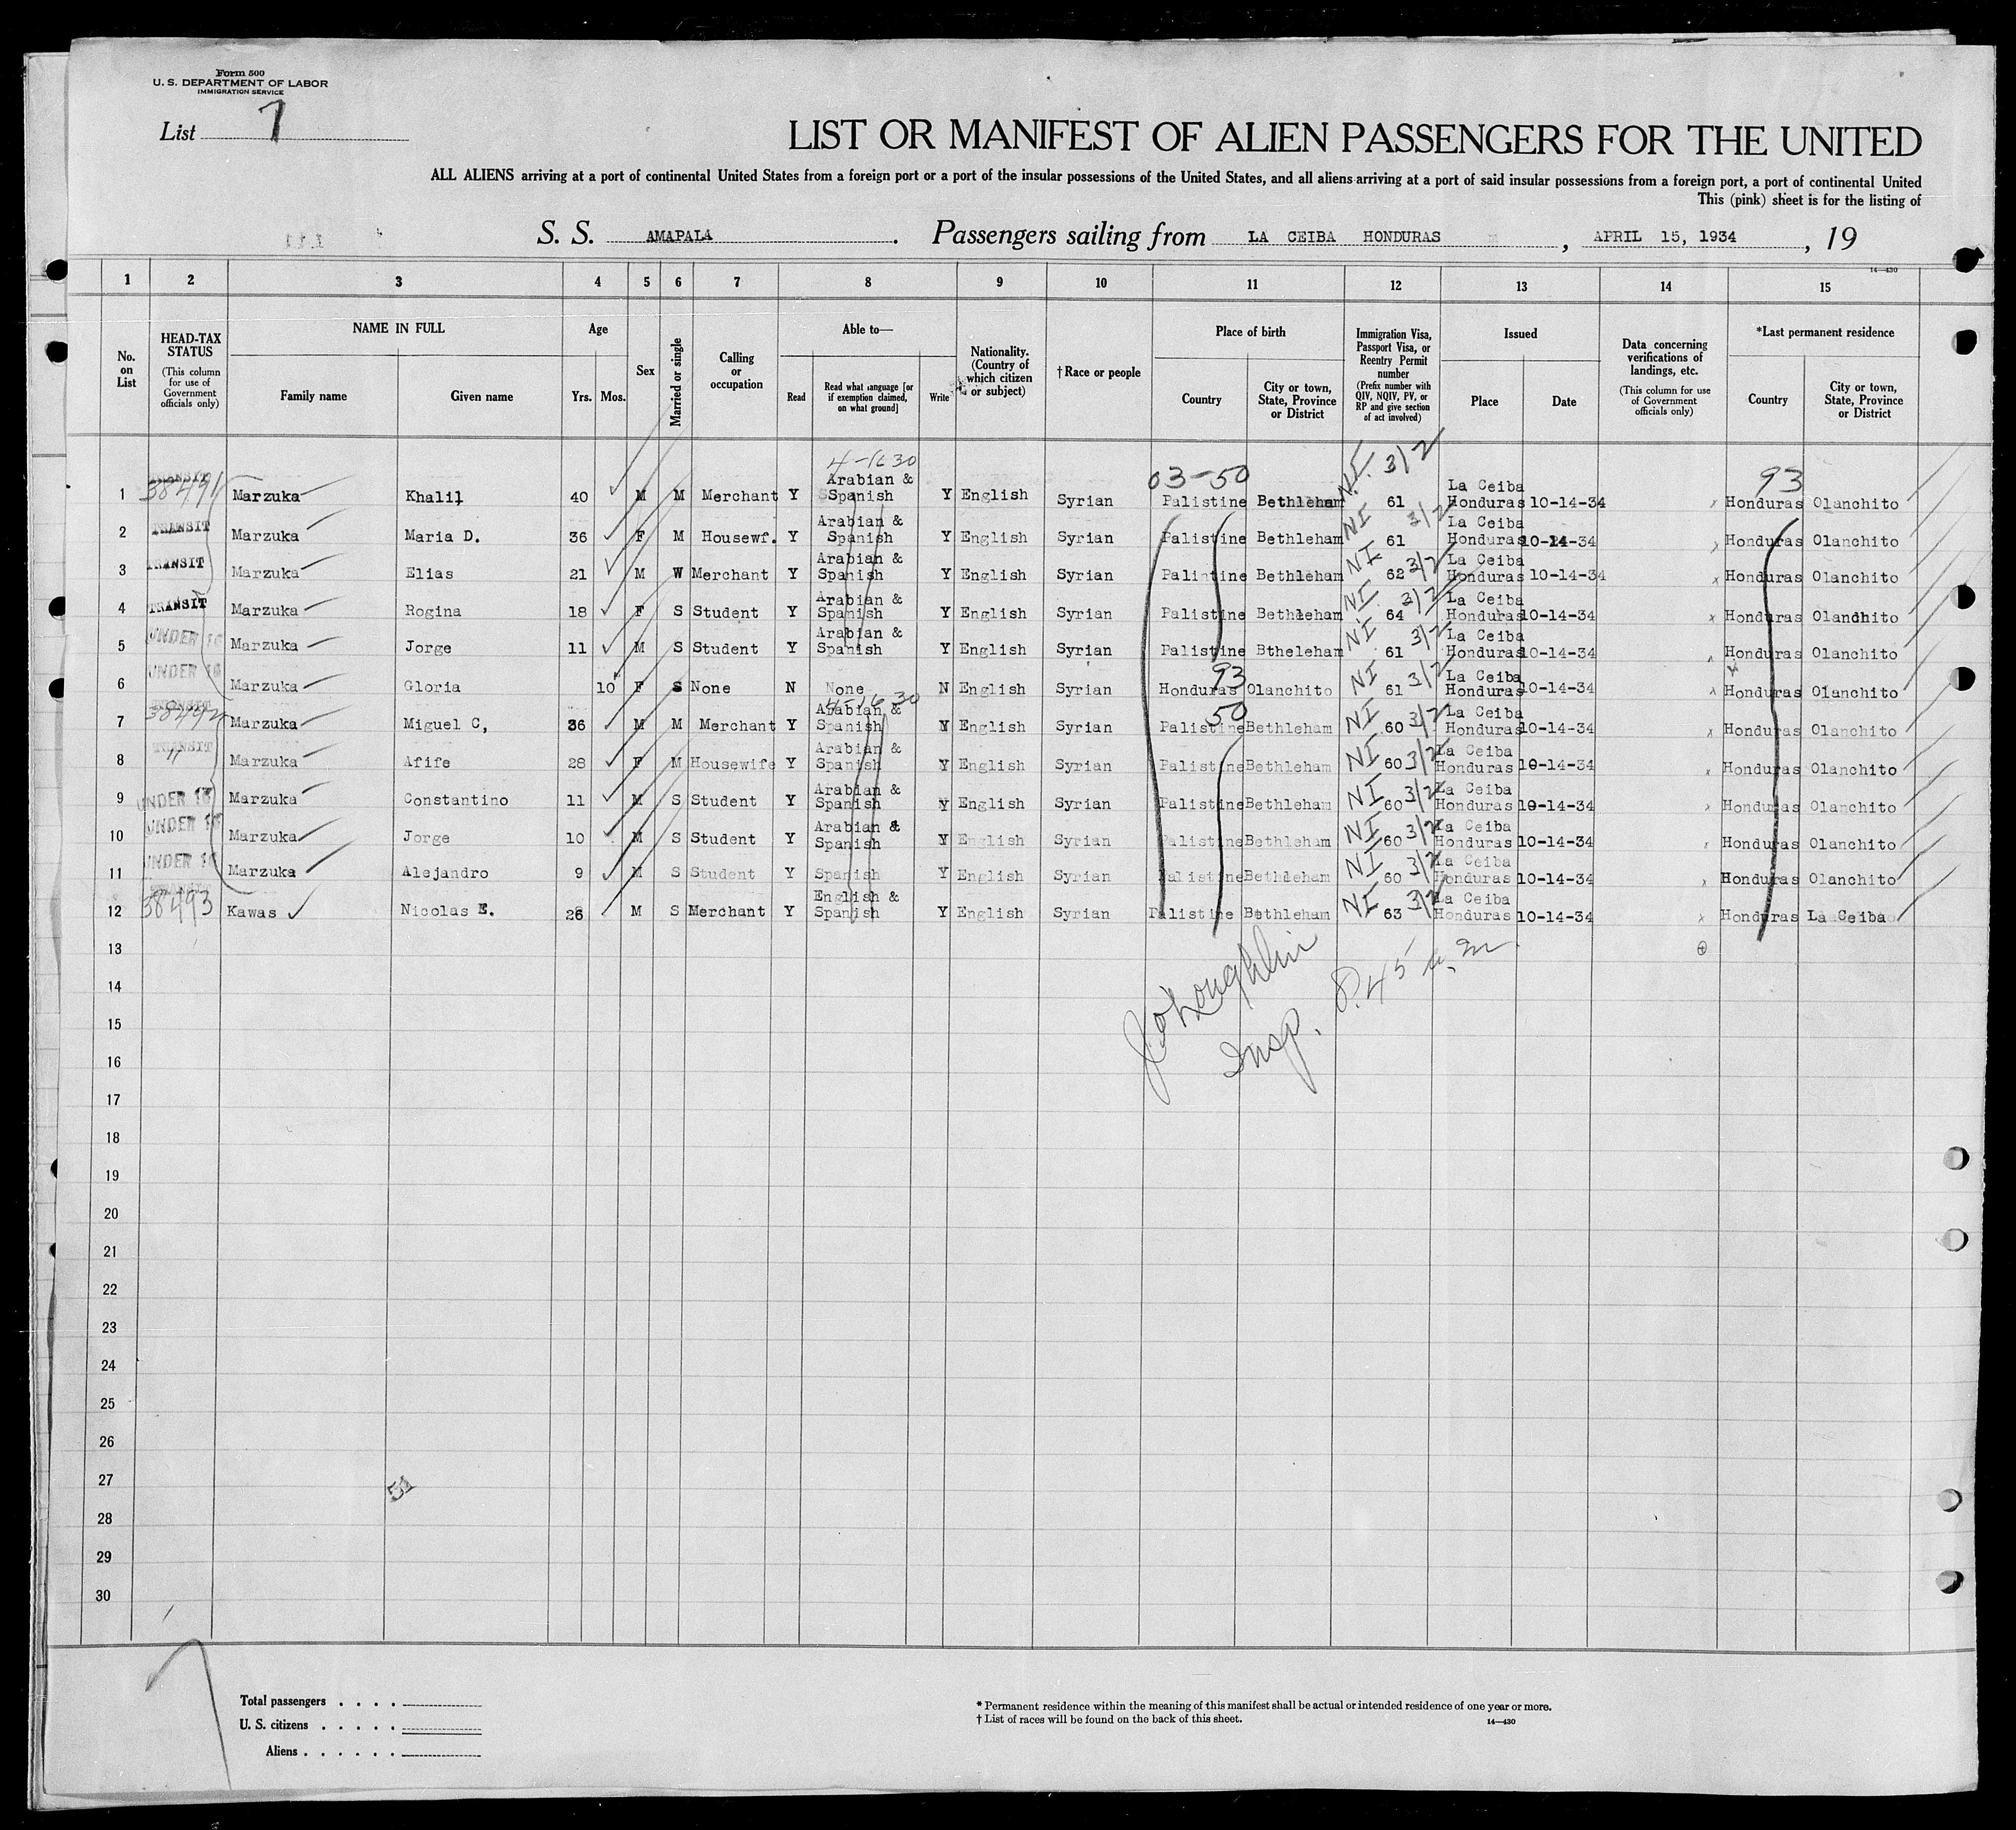 Form 500
U. S. DEPARTMENT OF LABOR
IMMIGRATION SERVICE
List 7
LIST OR MANIFEST OF ALIEN PASSENGERS FOR THE UNITED
ALL ALIENS arriving at a port of continental United States from a foreign port or a port of the insular possessions of the United States, and all aliens arriving at a port of said insular possessions from a foreign port, a port of continental United
This (pink) sheet is for the listing of
S. S. AMAPALA. Passengers sailing from LA CEIBA HONDURAS, APRIL 15, 1934, 19
14—430
1 2 3 4 5 6 7 8 9 10 11 12 13 14 15
No. on List
HEAD-TAX STATUS (This column for use of Government officials only)
NAME IN FULL
Family name Given name
Age
Yrs. Mos.
Sex
Married or single
Calling or occupation
Able to—
Read Read what language [or if exemption claimed, on what ground] Write
Nationality. (Country of which citizen or subject)
†Race or people
Place of birth
Country City or town, State, Province or District
Immigration Visa, Passport Visa, or Reentry Permit number (Prefix number with QIV, NQIV, PV, or RP and give section of act involved)
Issued
Place Date
Data concerning verifications of landings, etc. (This column for use of Government officials only)
*Last permanent residence
Country City or town, State, Province or District
4-1630 03-50 93
1 38491 TRANSIT Marzuka Khalil 40 M M Merchant Y Arabian & Spanish Y English Syrian Palistine Bethlehem 61 3/2 La Ceiba Honduras 10-14-34 Honduras Olanchito
2 TRANSIT Marzuka Maria D. 36 F M Housewf. Y Arabian & Spanish Y English Syrian Palistine Bethleham NI 61 3/2 La Ceiba Honduras 10-14-34 Honduras Olanchito
3 TRANSIT Marzuka Elias 21 M W Merchant Y Arabian & Spanish Y English Syrian Palintine Bethleham NI 62 3/2 La Ceiba Honduras 10-14-34 Honduras Olanchito
4 TRANSIT Marzuka Rogina 18 F S Student Y Arabian & Spanish Y English Syrian Palistine Bethleham NI 64 3/2 La Ceiba Honduras 10-14-34 Honduras Olandhito
5 UNDER 16 Marzuka Jorge 11 M S Student Y Arabian & Spanish Y English Syrian Palistine Btheleham NI 61 3/2 La Ceiba Honduras 10-14-34 Honduras Olanchito
6 UNDER 16 Marzuka Gloria 10 F S None N None N English Syrian 93 Honduras Olanchito NI 61 3/2 La Ceiba Honduras 10-14-34 Honduras Olanchito
4-1630 50
7 38492 Marzuka Miguel C, 36 M M Merchant Y Arabian & Spanish Y English Syrian Palistine Bethleham NI 60 3/2 La Ceiba Honduras 10-14-34 Honduras Olanchito
8 TRANSIT 11 Marzuka Afife 28 F M Housewife Y Arabian & Spanish Y English Syrian Palistine Bethleham NI 60 3/2 La Ceiba Honduras 10-14-34 Honduras Olanchito
9 UNDER 16 Marzuka Constantino 11 M S Student Y Arabian & Spanish Y English Syrian Palistine Bethleham NI 60 3/2 La Ceiba Honduras 10-14-34 Honduras Olanchito
10 UNDER 16 Marzuka Jorge 10 M S Student Y Arabian & Spanish Y English Syrian Palistine Bethleham NI 60 3/2 La Ceiba Honduras 10-14-34 Honduras Olanchito
11 UNDER 16 Marzuka Alejandro 9 M S Student Y Spanish Y English Syrian Palistine Bethleham NI 60 3/2 La Ceiba Honduras 10-14-34 Honduras Olanchito
12 38493 Kawas Nicolas E. 26 M S Merchant Y English & Spanish Y English Syrian Palistine Bethleham NI 63 3/2 La Ceiba Honduras 10-14-34 Honduras La Ceiba
13
14
J. O'Loughlin
15
Insp. 8.45 a.m.
16
17
18
19
20
21
22
23
24
25
26
27
51
28
29
30
Total passengers . . . .
U. S. citizens . . . . .
Aliens . . . . . .
* Permanent residence within the meaning of this manifest shall be actual or intended residence of one year or more.
† List of races will be found on the back of this sheet. 14—430